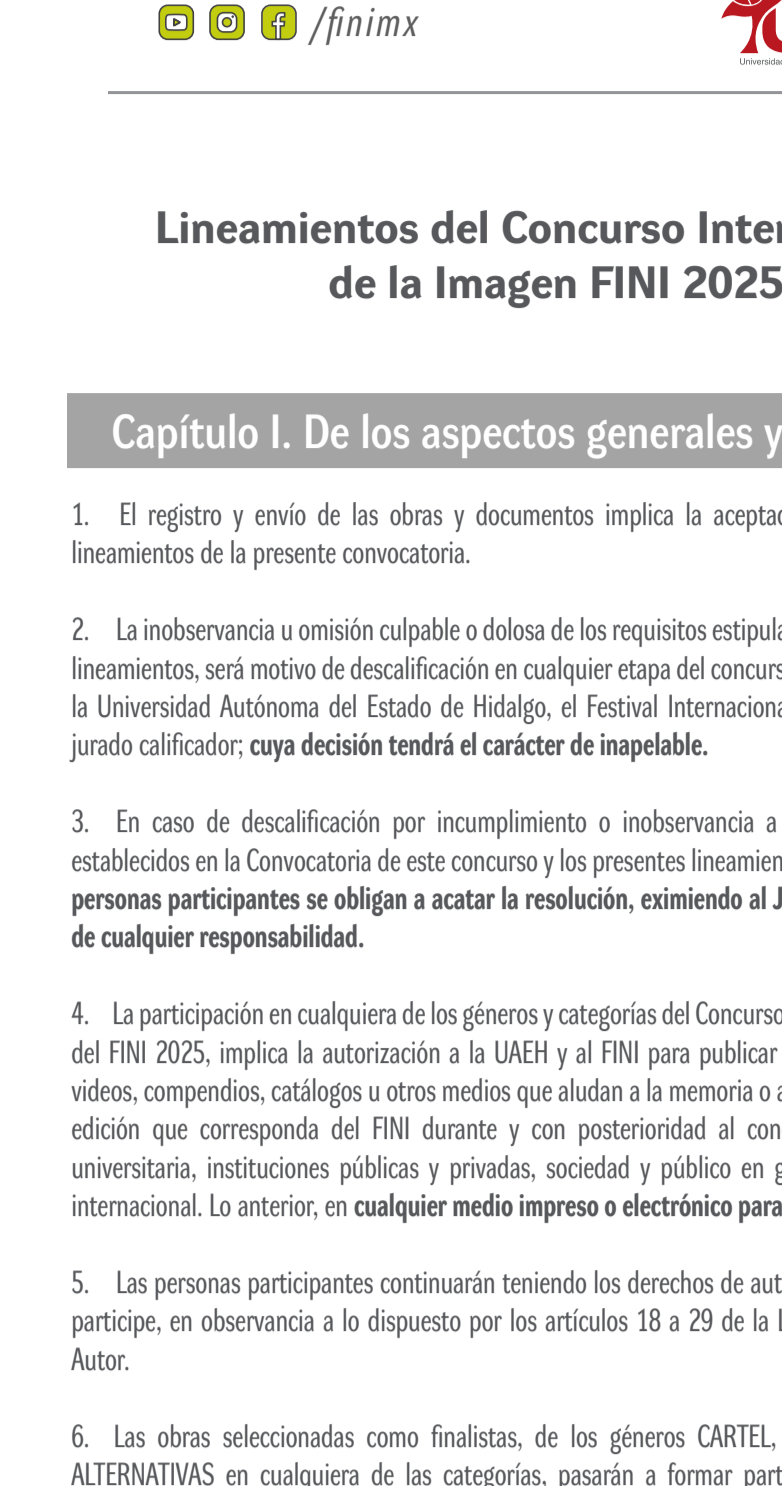 /finimx
Universidad
Lineamientos del Concurso
de la Imagen FINI 2025
Capítulo I. De los aspectos generales y
1. El registro y envío de las obras y documentos implica la
lineamientos de la presente convocatoria.
2. La inobservancia u omisión culpable o dolosa de los requisitos
lineamientos, será motivo de descalificación en cualquier etapa del
la Universidad Autónoma del Estado de Hidalgo, el Festival
jurado calificador; cuya decisión tendrá el carácter de inapelable.
3. En caso de descalificación por incumplimiento o inobservancia a
establecidos en la Convocatoria de este concurso y los presentes
personas participantes se obligan a acatar la resolución, eximiendo al
de cualquier responsabilidad.
4. La participación en cualquiera de los géneros y categorías del Concurso
del FINI 2025, implica la autorización a la UAEH y al FINI para publicar
videos, compendios, catálogos u otros medios que aludan a la memoria o
edición que corresponda del FINI durante y con posterioridad al
universitaria, instituciones públicas y privadas, sociedad y público en
internacional. Lo anterior, en cualquier medio impreso o electrónico para
5. Las personas participantes continuarán teniendo los derechos de
participe, en observancia a lo dispuesto por los artículos 18 a 29 de la
Autor.
6. Las obras seleccionadas como finalistas, de los géneros CARTEL,
ALTERNATIVAS en cualquiera de las categorías, pasarán a formar